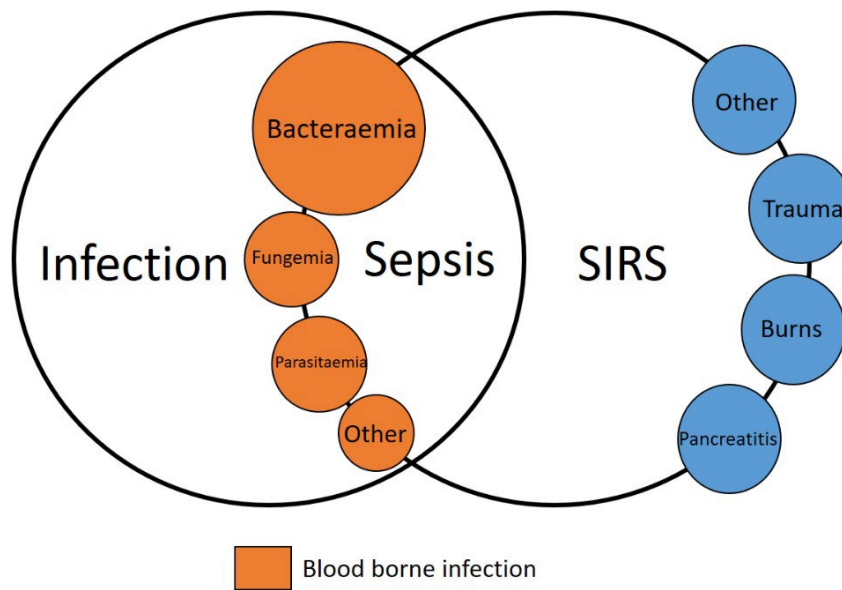 Bacteraemia
Other
Trauma
Infection
Fungemia
Sepsis
SIRS
Burns
Parasitaemia
Other
Pancreatitis
Blood borne infection